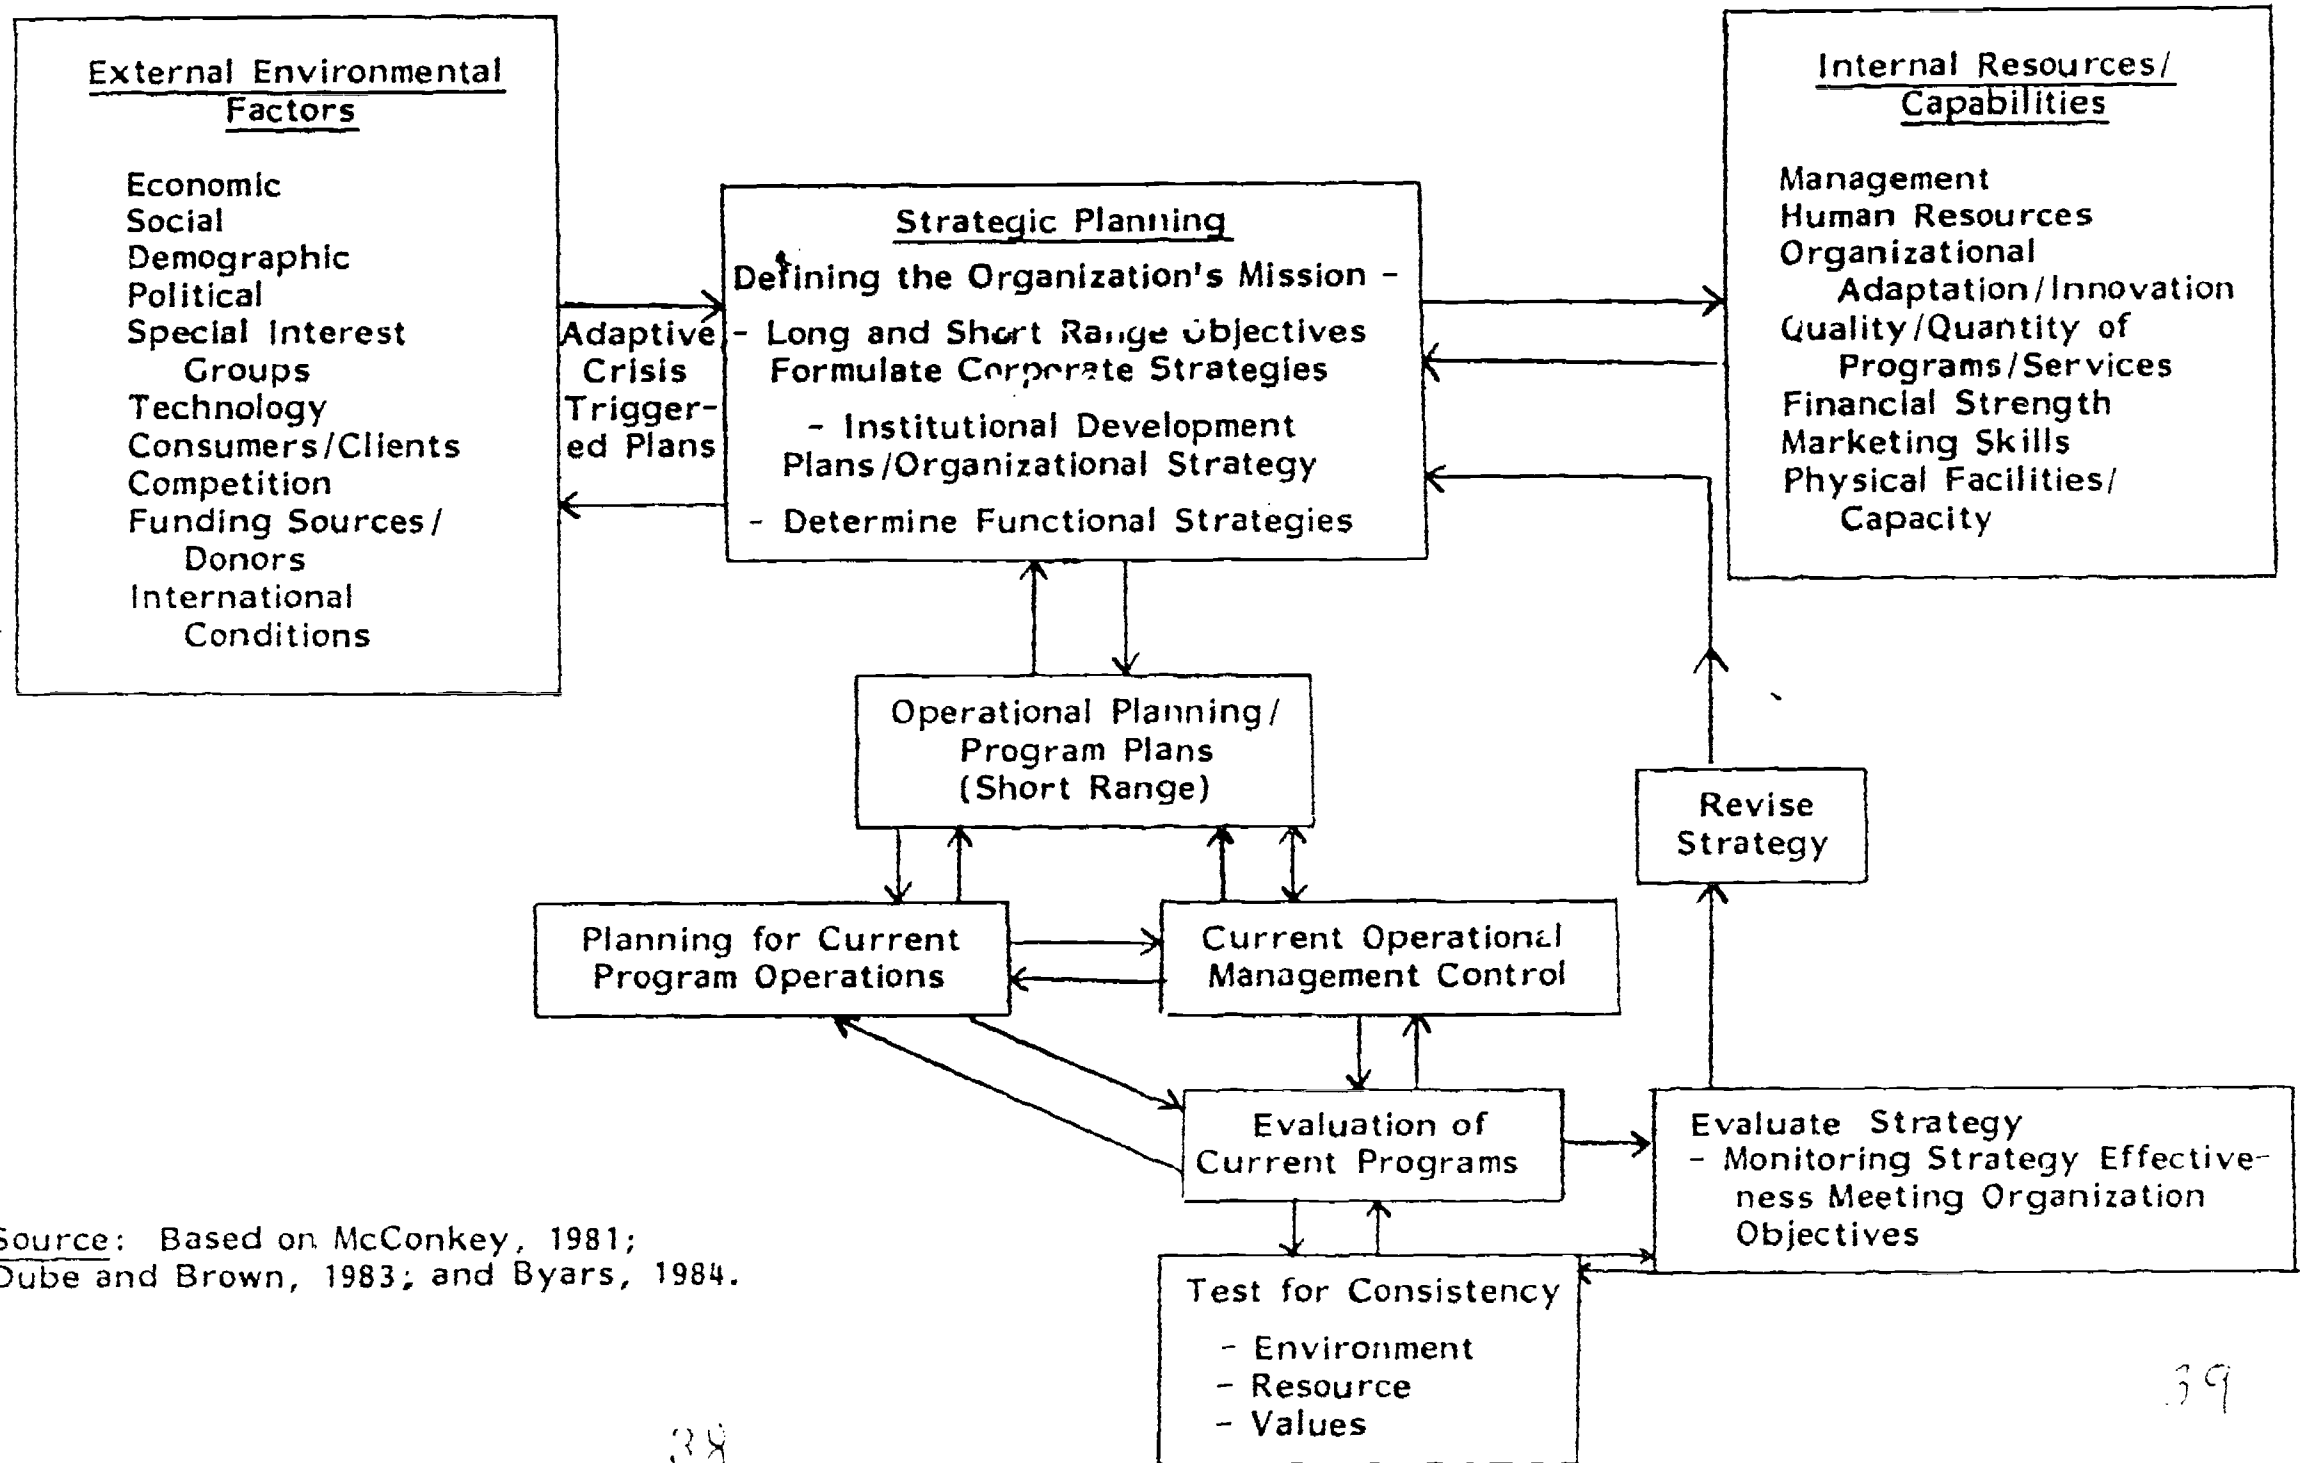 External Environmental
Factors
Economic
Social
Demographic
Political
Special Interest
Groups
Technology
Consumers/Clients
Competition
Funding Sources/
Donors
International
Conditions
Adaptive
Crisis
Trigger-
ed Plans
Strategic Planning
Defining the Organization's Mission -
- Long and Short Range Objectives
Formulate Corporate Strategies
- Institutional Development
Plans/Organizational Strategy
- Determine Functional Strategies
Internal Resources/
Capabilities
Management
Human Resources
Organizational
Adaptation/Innovation
Quality/Quantity of
Programs/Services
Financial Strength
Marketing Skills
Physical Facilities/
Capacity
Operational Planning/
Program Plans
(Short Range)
Revise
Strategy
Planning for Current
Program Operations
Current Operational
Management Control
Evaluation of
Current Programs
Evaluate Strategy
- Monitoring Strategy Effective-
ness Meeting Organization
Objectives
Test for Consistency
- Environment
- Resource
- Values
Source: Based on McConkey, 1981;
Dube and Brown, 1983; and Byars, 1984.
38
39